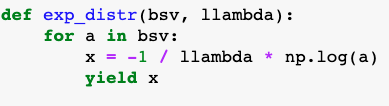 def exp_distr(bsv, llambda):
    for a in bsv:
        x = -1 / llambda * np.log(a)
        yield x